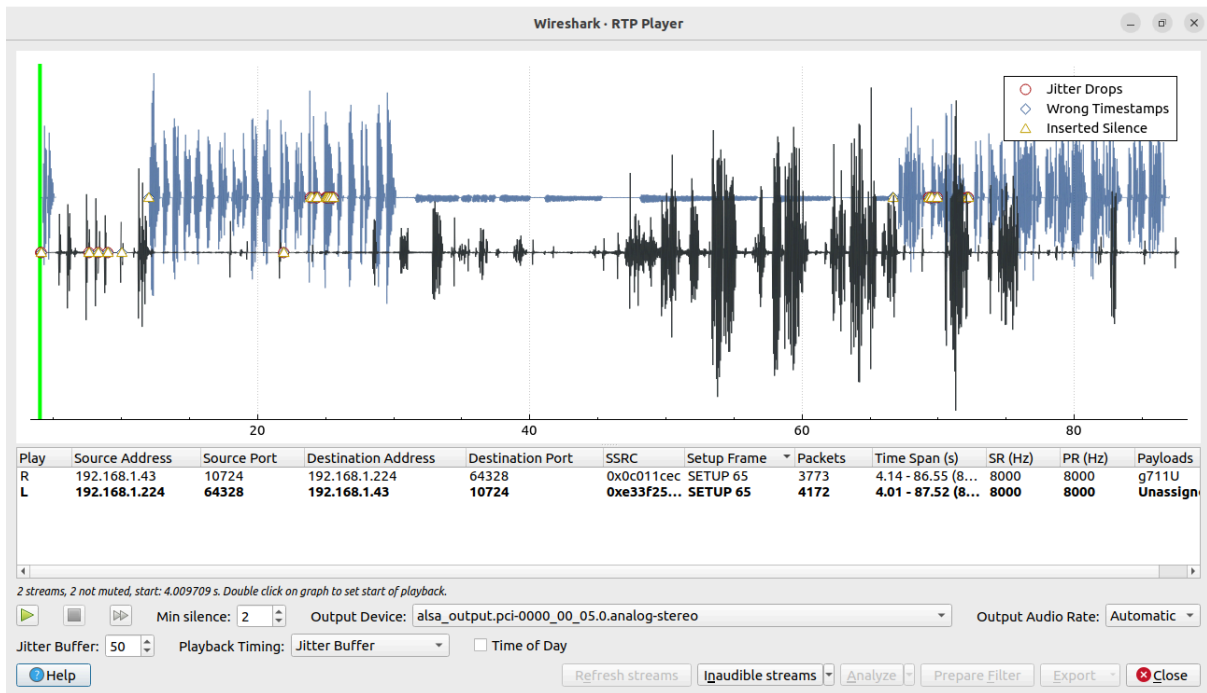 Wireshark · RTP Player
Jitter Drops
Wrong Timestamps
Inserted Silence
20 40 60 80
Play Source Address Source Port Destination Address Destination Port SSRC Setup Frame Packets Time Span (s) SR (Hz) PR (Hz) Payloads
R 192.168.1.43 10724 192.168.1.224 64328 0x0c011cec SETUP 65 3773 4.14 - 86.55 (8... 8000 8000 g711U
L 192.168.1.224 64328 192.168.1.43 10724 0xe33f25... SETUP 65 4172 4.01 - 87.52 (8... 8000 8000 Unassign
2 streams, 2 not muted, start: 4.009709 s. Double click on graph to set start of playback.
Min silence: 2 Output Device: alsa_output.pci-0000_00_05.0.analog-stereo Output Audio Rate: Automatic
Jitter Buffer: 50 Playback Timing: Jitter Buffer Time of Day
Help Refresh streams Inaudible streams Analyze Prepare Filter Export Close